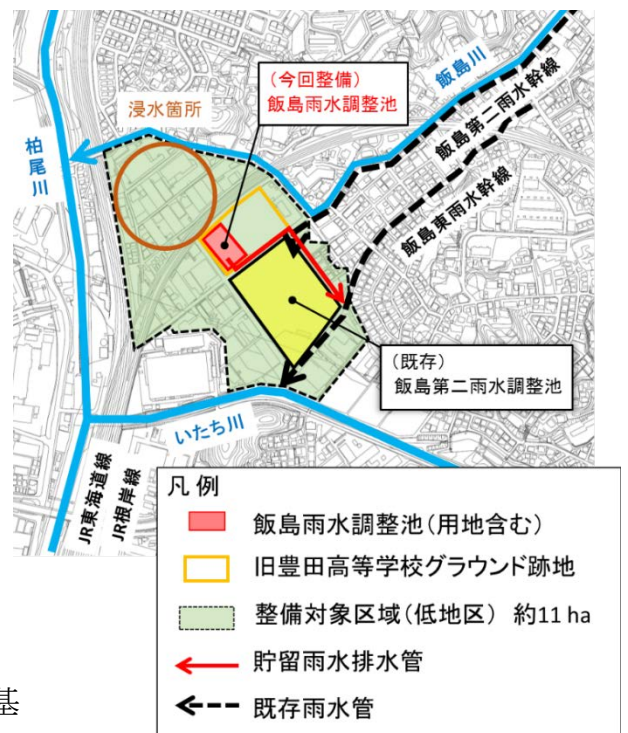 (今回整備)
飯島雨水調整池
飯島川
飯島第二雨水幹線
浸水箇所
柏尾川
飯島東雨水幹線
(既存)
飯島第二雨水調整池
いたち川
JR東海道線
JR根岸線
凡例
飯島雨水調整池(用地含む)
旧豊田高等学校グラウンド跡地
整備対象区域(低地区) 約11 ha
貯留雨水排水管
既存雨水管
基